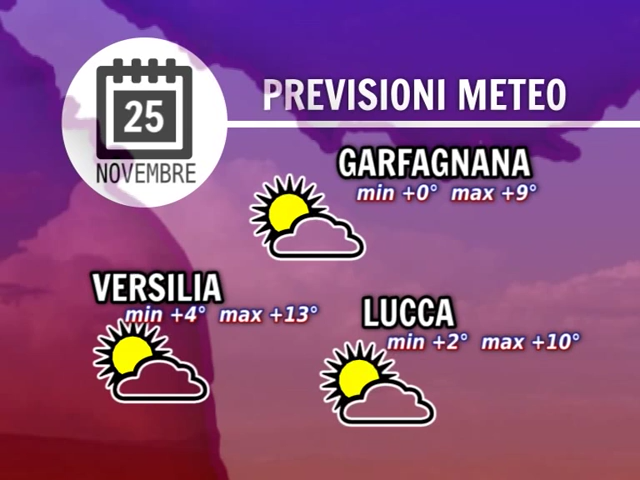 25
NOVEMBRE
PREVISIONI METEO
GARFAGNANA
min +0° max +9°
VERSILIA
min +4° max +13°
LUCCA
min +2° max +10°